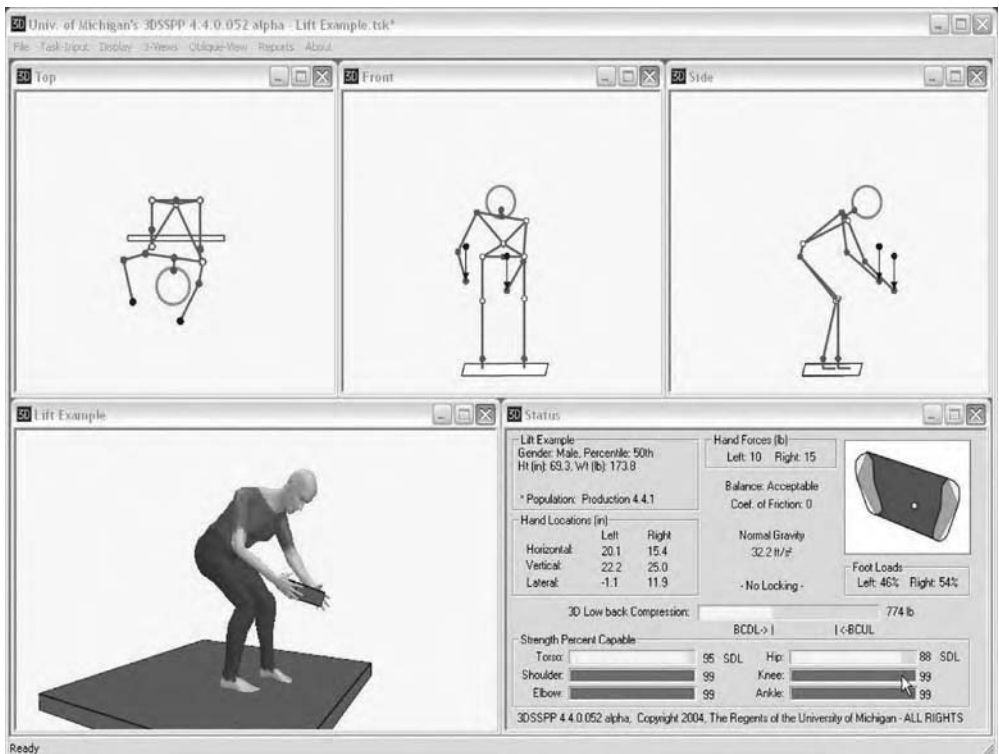 3D Univ. of Michigan's 3DSSPP 4.4.0.052 alpha - Lift Example.tsk*
File Task-Input Display 3-Views Oblique-View Reports About
3D Top
3D Front
3D Side
3D Lift Example
3D Status
Lift Example
Gender: Male, Percentile: 50th
Ht (in): 69.3, Wt (lb): 173.8
* Population: Production 4.4.1
Hand Forces (lb)
Left: 10 Right: 15
Balance: Acceptable
Coef. of Friction: 0
Hand Locations (in)
Left Right
Horizontal: 20.1 15.4
Vertical: 22.2 25.0
Lateral: -1.1 11.9
Normal Gravity
32.2 ft/s²
- No Locking -
Foot Loads
Left: 46% Right: 54%
3D Low back Compression: 774 lb
BCDL-> | | <-BCUL
Strength Percent Capable
Torso: 95 SDL Hip: 88 SDL
Shoulder: 99 Knee: 99
Elbow: 99 Ankle: 99
3DSSPP 4.4.0.052 alpha, Copyright 2004, The Regents of the University of Michigan - ALL RIGHTS
Ready